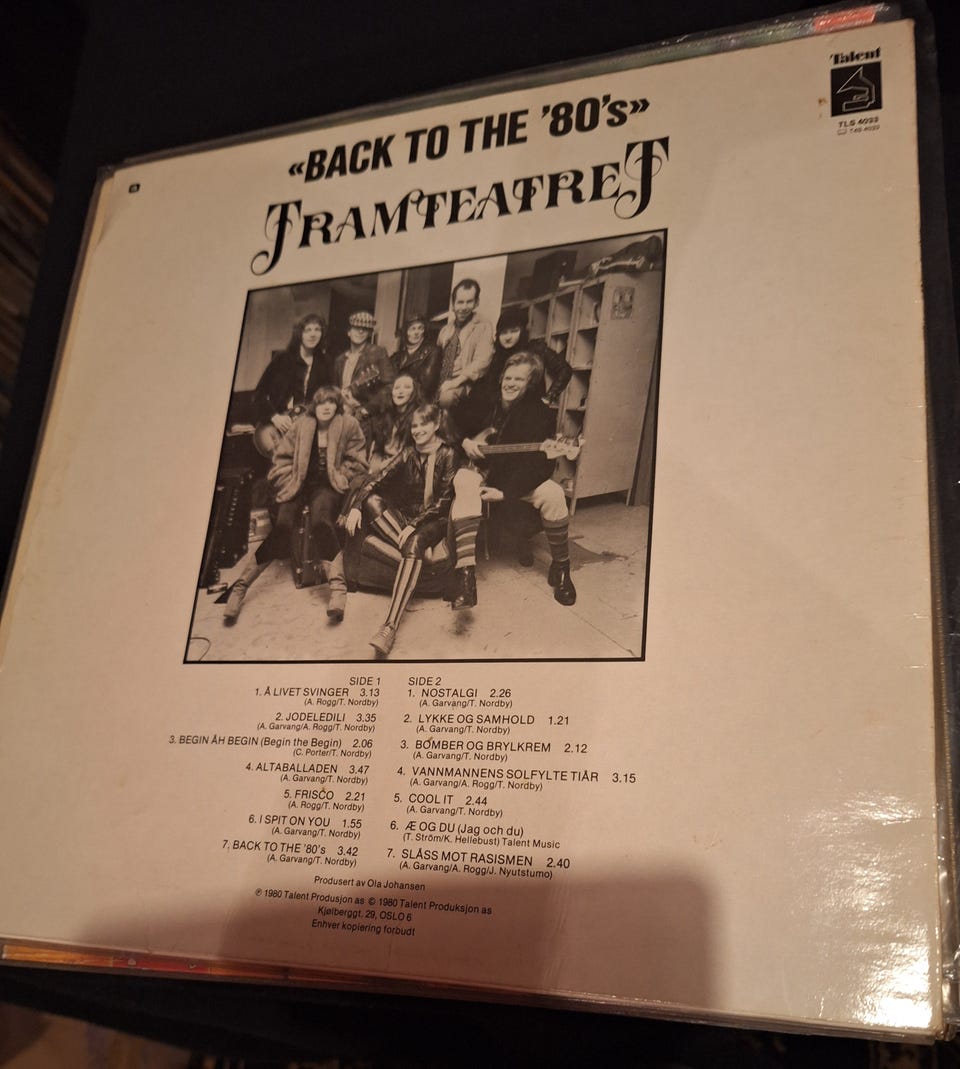 Talent
TLS 4033
«BACK TO THE '80's»
TRAMTEATRET
SIDE 1
1. Å LIVET SVINGER 3.13
(A. Rogg/T. Nordby)
2. JODELEDILI 3.35
(A. Garvang/A. Rogg/T. Nordby)
3. BEGIN ÅH BEGIN (Begin the Begin) 2.06
(C. Porter/T. Nordby)
4. ALTABALLADEN 3.47
(A. Garvang/T. Nordby)
5. FRISCO 2.21
(A. Rogg/T. Nordby)
6. I SPIT ON YOU 1.55
(A. Garvang/T. Nordby)
7. BACK TO THE '80's 3.42
(A. Garvang/T. Nordby)
SIDE 2
1. NOSTALGI 2.26
(A. Garvang/T. Nordby)
2. LYKKE OG SAMHOLD 1.21
(A. Garvang/T. Nordby)
3. BOMBER OG BRYLKREM 2.12
(A. Garvang/T. Nordby)
4. VANNMANNENS SOLFYLTE TIÅR 3.15
(A. Garvang/A. Rogg/T. Nordby)
5. COOL IT 2.44
(A. Garvang/T. Nordby)
6. Æ OG DU (Jag och du)
(T. Ström/K. Hellebust) Talent Music
7. SLÅSS MOT RASISMEN 2.40
(A. Garvang/A. Rogg/J. Nyutstumo)
Produsert av Ola Johansen
℗ 1980 Talent Produsjon as © 1980 Talent Produksjon as
Kjølberggt. 29, OSLO 6
Enhver kopiering forbudt